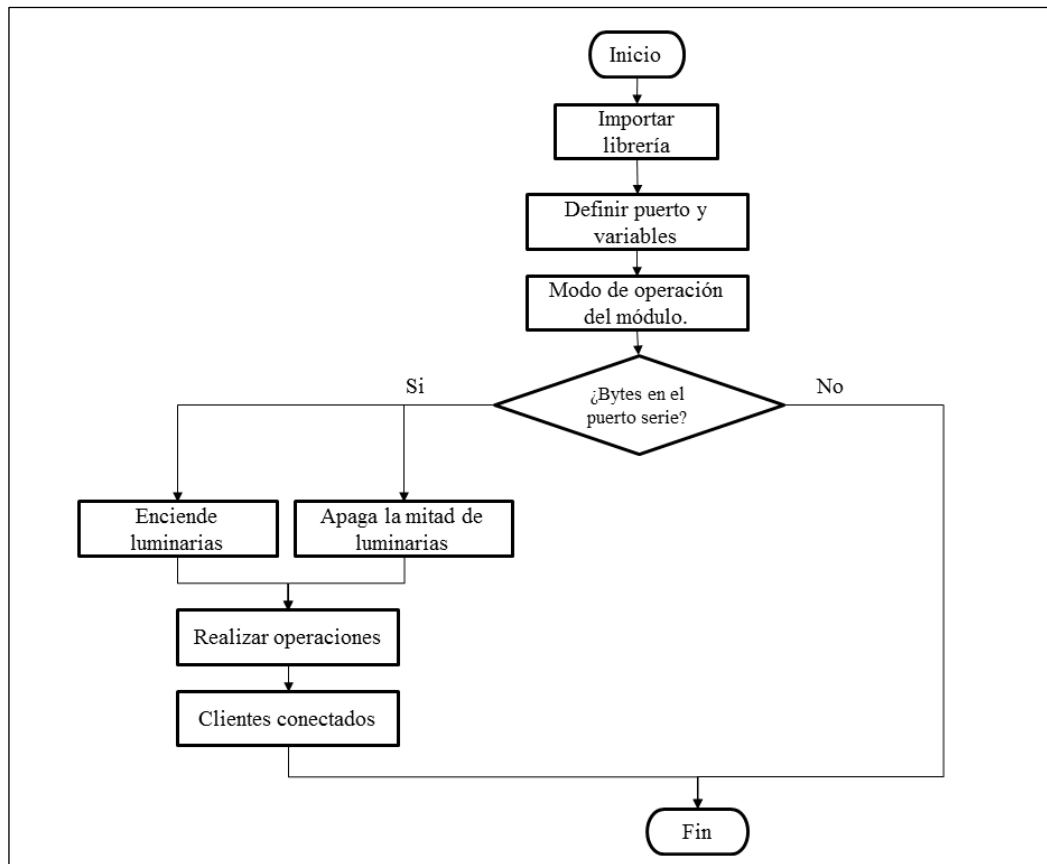 Inicio
Importar
librería
Definir puerto y
variables
Modo de operación
del módulo.
¿Bytes en el
puerto serie?
Si
No
Enciende
luminarias
Apaga la mitad de
luminarias
Realizar operaciones
Clientes conectados
Fin